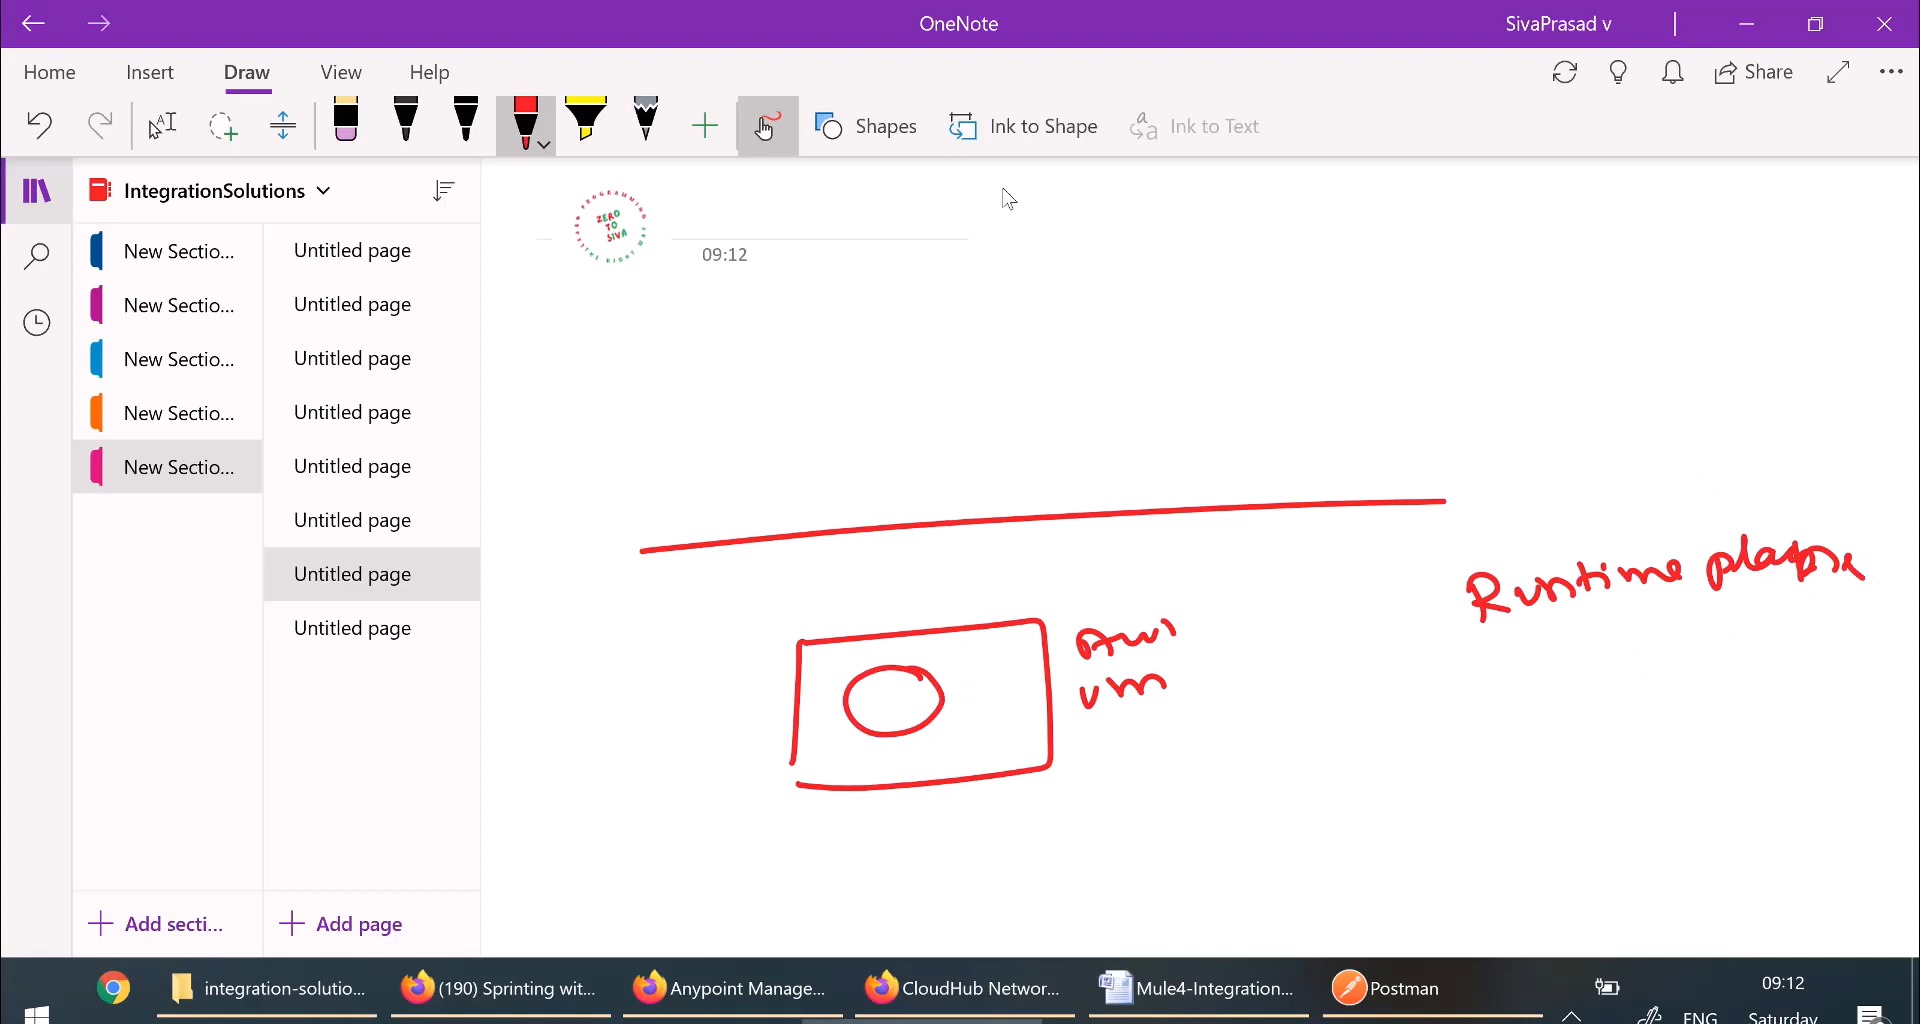 OneNote
SivaPrasad v
Home Insert Draw View Help
Share
Shapes
Ink to Shape
Ink to Text
IntegrationSolutions
New Sectio...
New Sectio...
New Sectio...
New Sectio...
New Sectio...
Untitled page
Untitled page
Untitled page
Untitled page
Untitled page
Untitled page
Untitled page
Untitled page
ZERO
TO
SIVA
09:12
Runtime
vm
Add secti...
Add page
integration-solutio...
(190) Sprinting wit...
Anypoint Manage...
CloudHub Networ...
Mule4-Integration...
Postman
09:12
ENG
Saturday